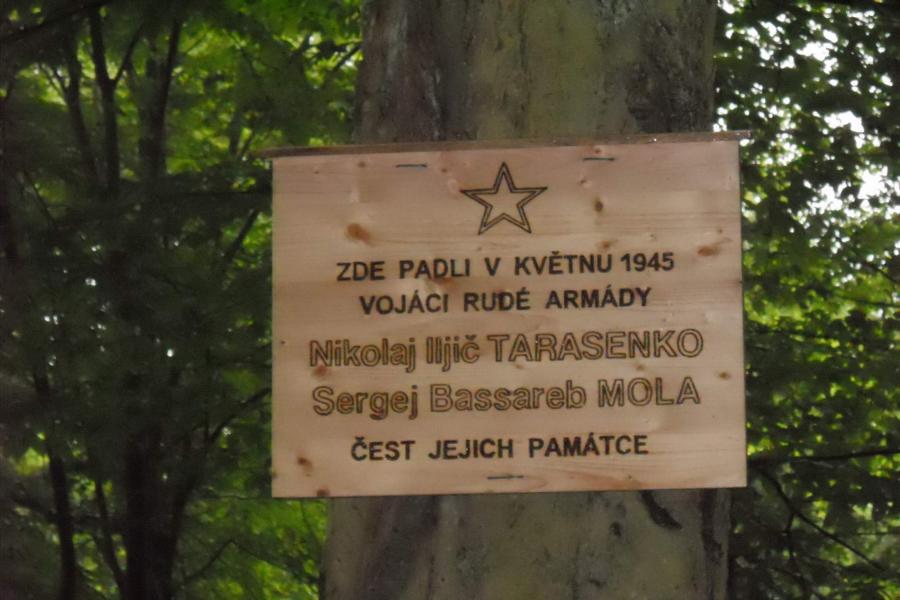 ZDE PADLI V KVĚTNU 1945
VOJÁCI RUDÉ ARMÁDY
Nikolaj Iljič TARASENKO
Sergej Bassareb MOLA
ČEST JEJICH PAMÁTCE